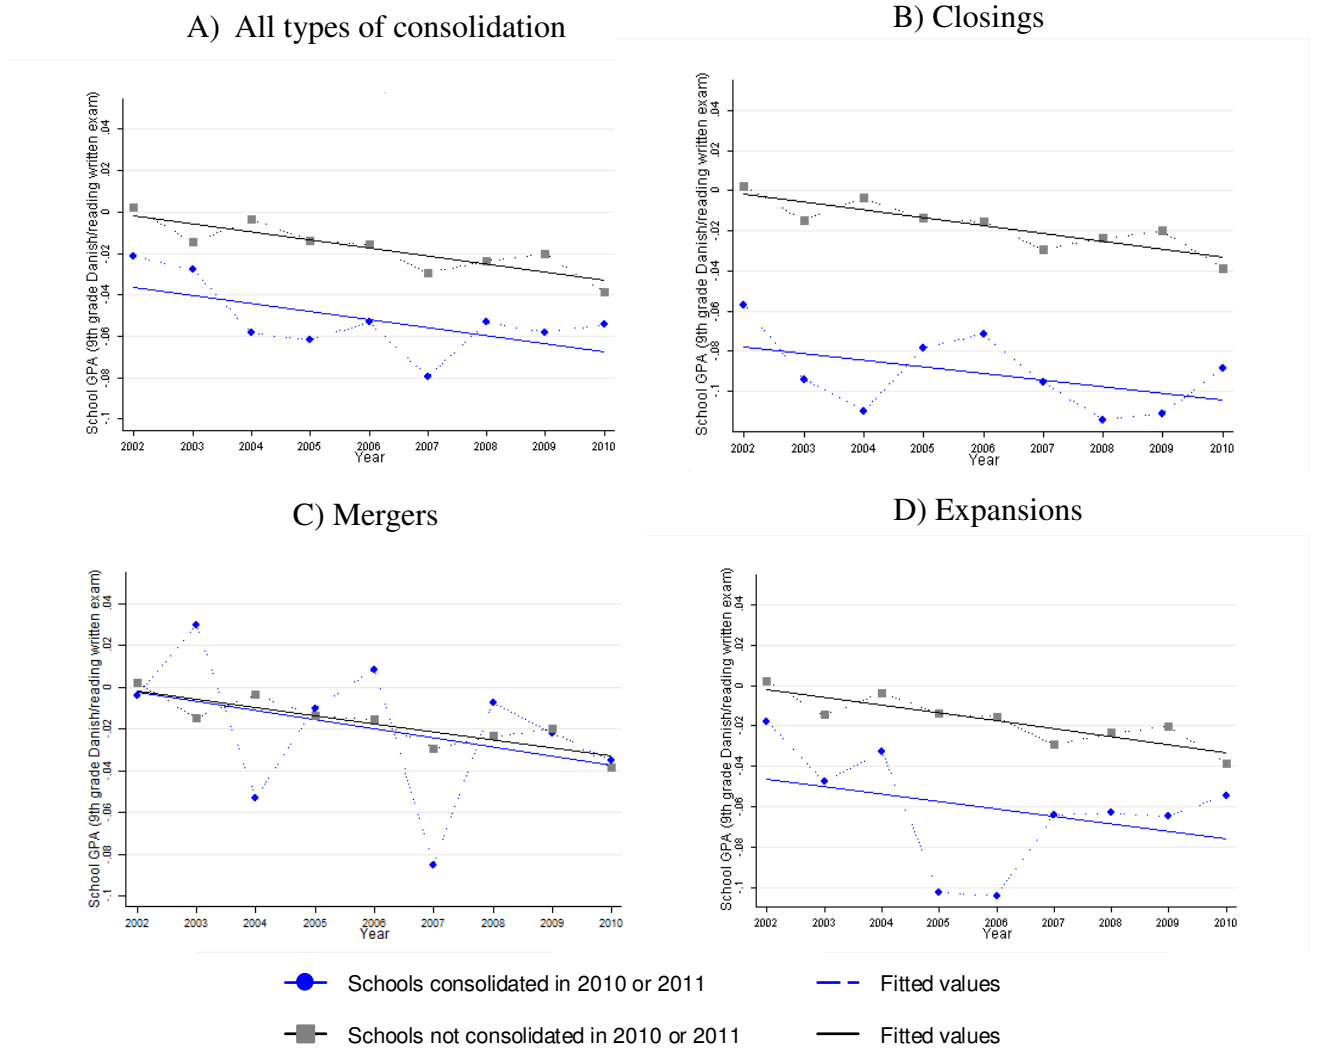 A) All types of consolidation
School GPA (9th grade Danish/reading written exam)
.04
.02
0
-.02
-.04
-.06
-.08
-.1
2002 2003 2004 2005 2006 2007 2008 2009 2010
Year
B) Closings
School GPA (9th grade Danish/reading written exam)
.04
.02
0
-.02
-.04
-.06
-.08
-.1
2002 2003 2004 2005 2006 2007 2008 2009 2010
Year
C) Mergers
School GPA (9th grade Danish/reading written exam)
.04
.02
0
-.02
-.04
-.06
-.08
-.1
2002 2003 2004 2005 2006 2007 2008 2009 2010
Year
D) Expansions
School GPA (9th grade Danish/reading written exam)
.04
.02
0
-.02
-.04
-.06
-.08
-.1
2002 2003 2004 2005 2006 2007 2008 2009 2010
Year
Schools consolidated in 2010 or 2011 Fitted values
Schools not consolidated in 2010 or 2011 Fitted values